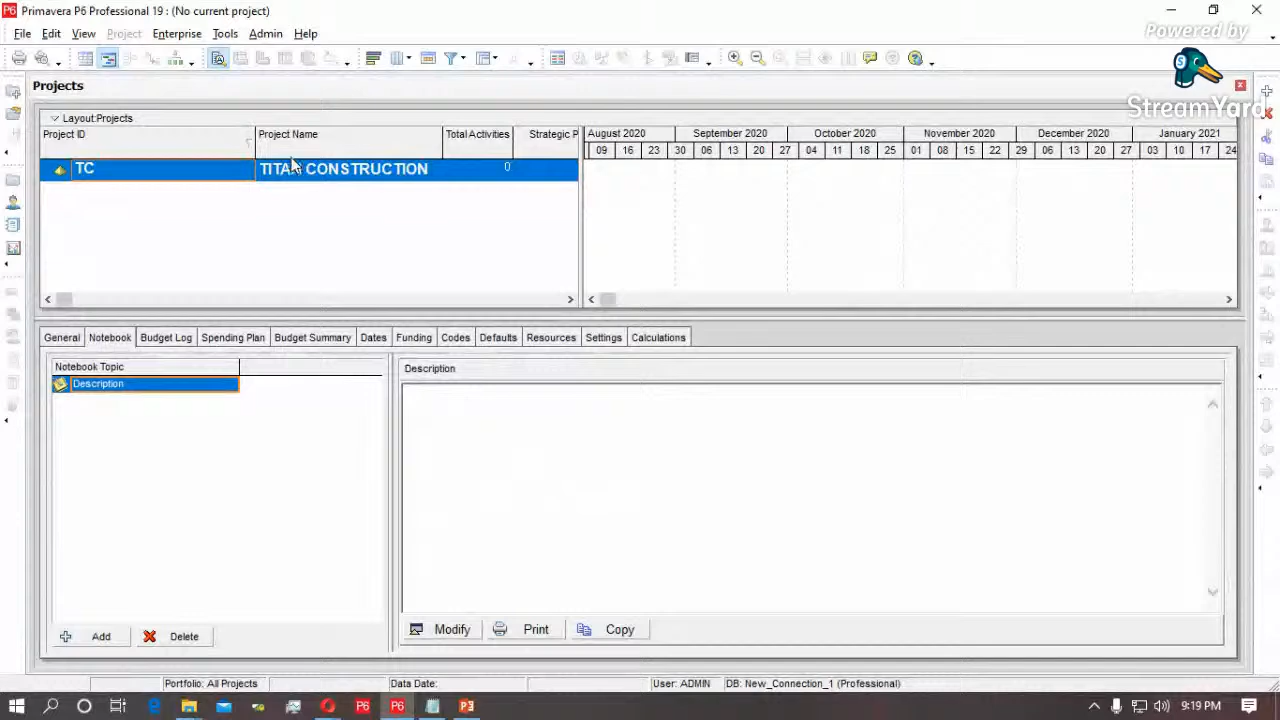 Primavera P6 Professional 19 : (No current project)
File Edit View Project Enterprise Tools Admin Help
Powered by
StreamYard
Projects
Layout:Projects
Project ID Project Name Total Activities Strategic P
August 2020 September 2020 October 2020 November 2020 December 2020 January 2021
09 16 23 30 06 13 20 27 04 11 18 25 01 08 15 22 29 06 13 20 27 03 10 17 24
TC TITAN CONSTRUCTION 0
General Notebook Budget Log Spending Plan Budget Summary Dates Funding Codes Defaults Resources Settings Calculations
Notebook Topic
Description
Description
Add Delete
Modify Print Copy
Portfolio: All Projects Data Date: User: ADMIN DB: New_Connection_1 (Professional)
9:19 PM